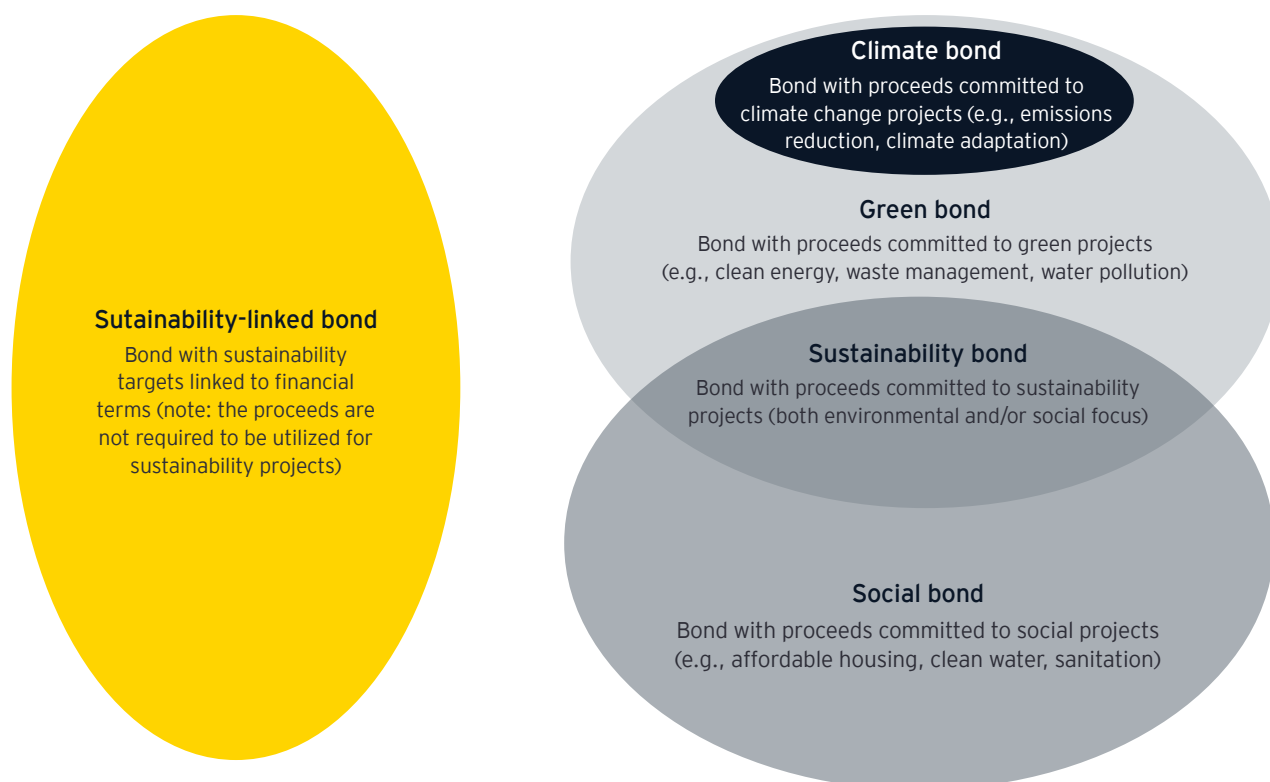 Sutainability-linked bond
Bond with sustainability
targets linked to financial
terms (note: the proceeds are
not required to be utilized for
sustainability projects)
Climate bond
Bond with proceeds committed to
climate change projects (e.g., emissions
reduction, climate adaptation)
Green bond
Bond with proceeds committed to green projects
(e.g., clean energy, waste management, water pollution)
Sustainability bond
Bond with proceeds committed to sustainability
projects (both environmental and/or social focus)
Social bond
Bond with proceeds committed to social projects
(e.g., affordable housing, clean water, sanitation)